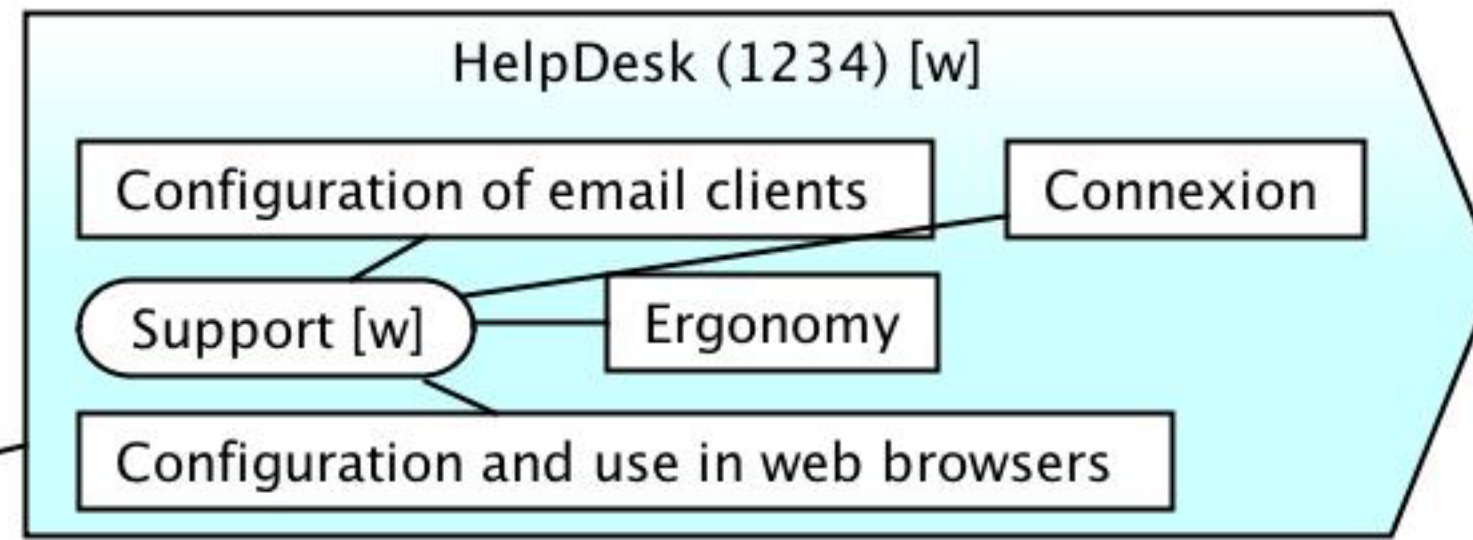 HelpDesk (1234) [w]
Configuration of email clients
Connexion
Support [w]
Ergonomy
Configuration and use in web browsers